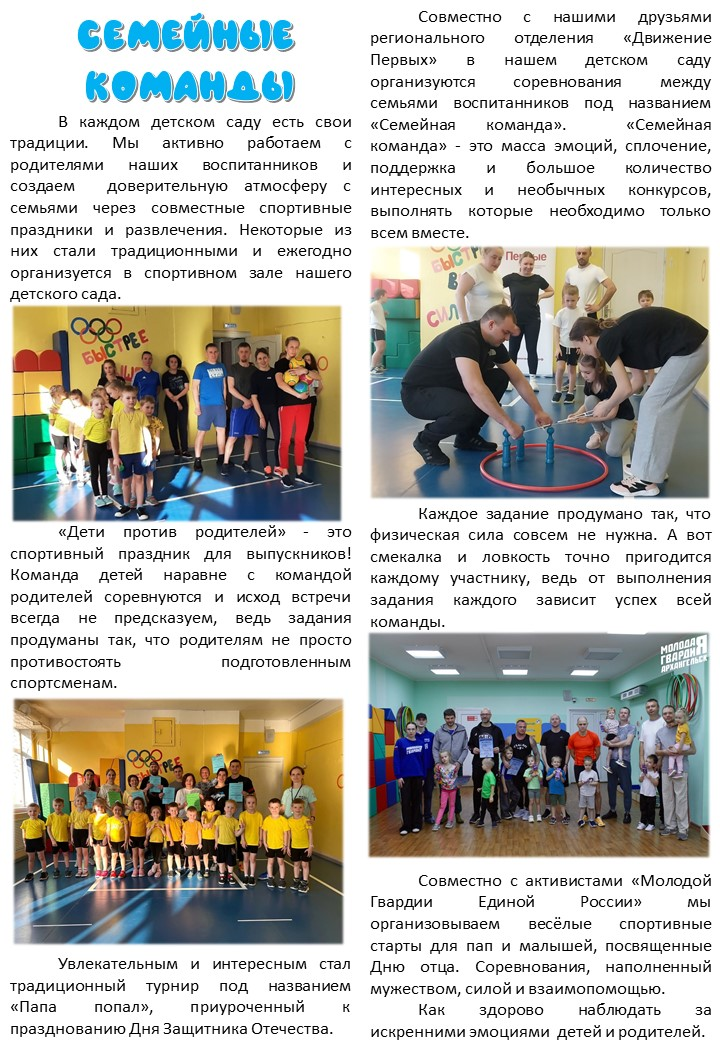 СЕМЕЙНЫЕ
КОМАНДЫ
В каждом детском саду есть свои
традиции. Мы активно работаем с
родителями наших воспитанников и
создаем доверительную атмосферу с
семьями через совместные спортивные
праздники и развлечения. Некоторые из
них стали традиционными и ежегодно
организуется в спортивном зале нашего
детского сада.
БЫСТРЕЕ
«Дети против родителей» - это
спортивный праздник для выпускников!
Команда детей наравне с командой
родителей соревнуются и исход встречи
всегда не предсказуем, ведь задания
продуманы так, что родителям не просто
противостоять подготовленным
спортсменам.
БЫСТРЕЕ
Увлекательным и интересным стал
традиционный турнир под названием
«Папа попал», приуроченный к
празднованию Дня Защитника Отечества.
Совместно с нашими друзьями
регионального отделения «Движение
Первых» в нашем детском саду
организуются соревнования между
семьями воспитанников под названием
«Семейная команда». «Семейная
команда» - это масса эмоций, сплочение,
поддержка и большое количество
интересных и необычных конкурсов,
выполнять которые необходимо только
всем вместе.
БЫСТРЕЕ
В
СИЛ
Первые
Каждое задание продумано так, что
физическая сила совсем не нужна. А вот
смекалка и ловкость точно пригодится
каждому участнику, ведь от выполнения
задания каждого зависит успех всей
команды.
МОЛОДАЯ
ГВАРДИЯ
АРХАНГЕЛЬСК
Совместно с активистами «Молодой
Гвардии Единой России» мы
организовываем весёлые спортивные
старты для пап и малышей, посвященные
Дню отца. Соревнования, наполненный
мужеством, силой и взаимопомощью.
Как здорово наблюдать за
искренними эмоциями детей и родителей.